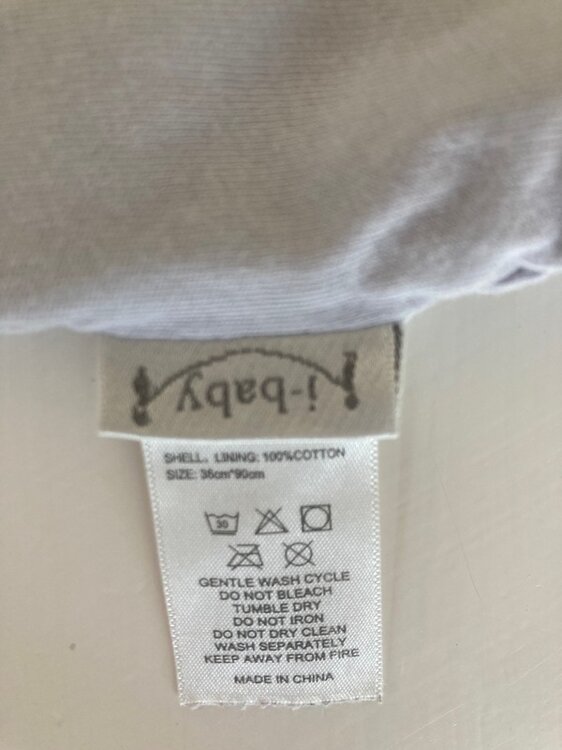 i-baby
SHELL, LINING: 100%COTTON
SIZE: 36cm*90cm
30
GENTLE WASH CYCLE
DO NOT BLEACH
TUMBLE DRY
DO NOT IRON
DO NOT DRY CLEAN
WASH SEPARATELY
KEEP AWAY FROM FIRE
MADE IN CHINA